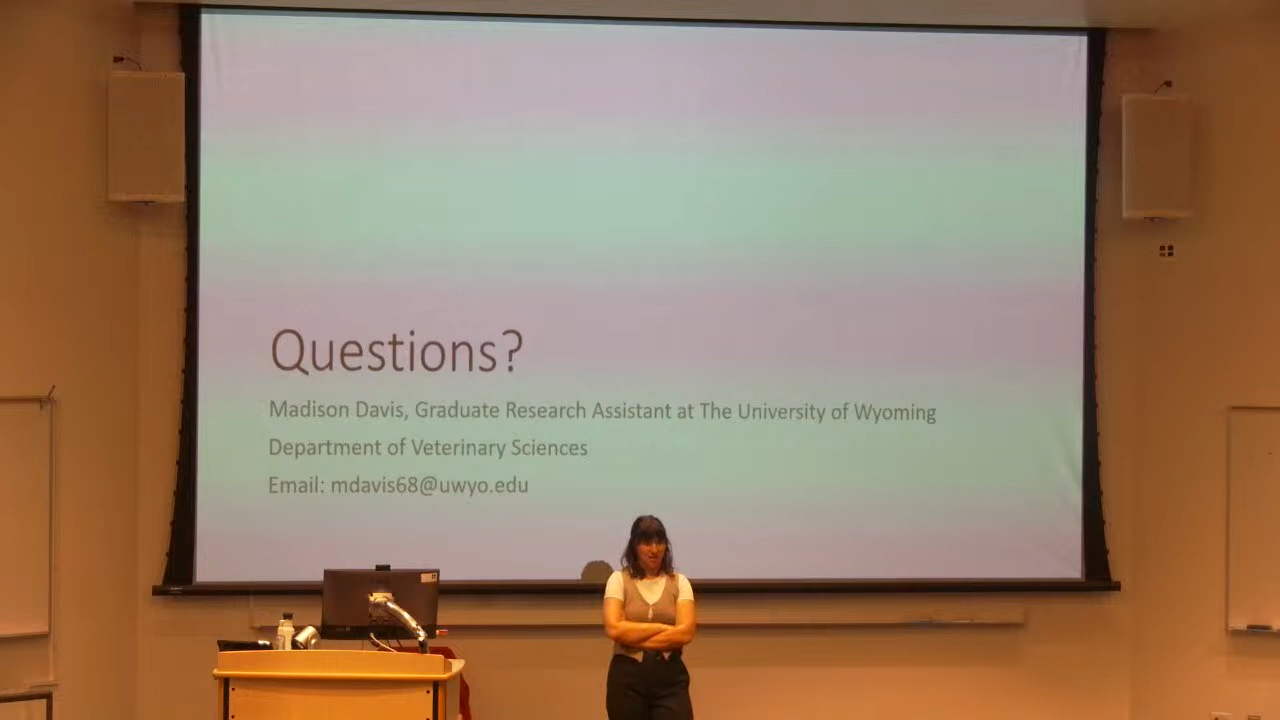 Questions?
Madison Davis, Graduate Research Assistant at The University of Wyoming
Department of Veterinary Sciences
Email: mdavis68@uwyo.edu